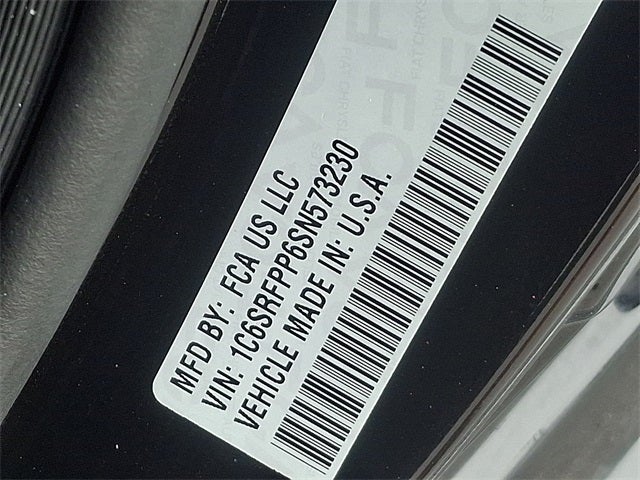 MFD BY: FCA US LLC
VIN: 1C6SRFPP6SN573230
VEHICLE MADE IN: U.S.A.